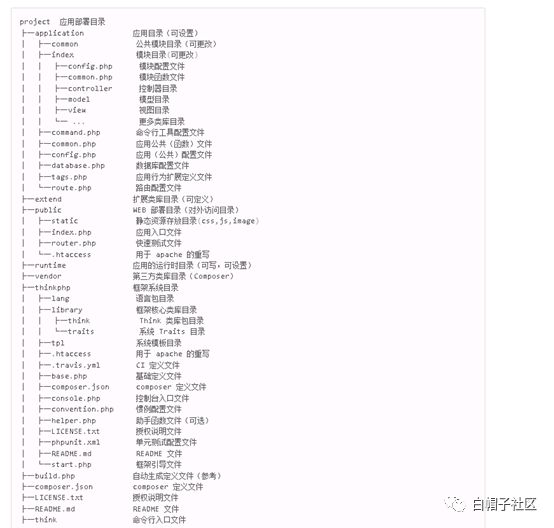 project  应用部署目录
├─application           应用目录（可设置）
│  ├─common             公共模块目录（可更改）
│  ├─index              模块目录(可更改)
│  │  ├─config.php      模块配置文件
│  │  ├─common.php      模块函数文件
│  │  ├─controller      控制器目录
│  │  ├─model           模型目录
│  │  ├─view            视图目录
│  │  └─ ...            更多类库目录
│  ├─command.php        命令行工具配置文件
│  ├─common.php         应用公共（函数）文件
│  ├─config.php         应用（公共）配置文件
│  ├─database.php       数据库配置文件
│  ├─tags.php           应用行为扩展定义文件
│  └─route.php          路由配置文件
├─extend                扩展类库目录（可定义）
├─public                WEB 部署目录（对外访问目录）
│  ├─static             静态资源存放目录(css,js,image)
│  ├─index.php          应用入口文件
│  ├─router.php         快速测试文件
│  └─.htaccess          用于 apache 的重写
├─runtime               应用的运行时目录（可写，可设置）
├─vendor                第三方类库目录（Composer）
├─thinkphp              框架系统目录
│  ├─lang               语言包目录
│  ├─library            框架核心类库目录
│  │  ├─think           Think 类库包目录
│  │  └─traits          系统 Traits 目录
│  ├─tpl                系统模板目录
│  ├─.htaccess          用于 apache 的重写
│  ├─.travis.yml        CI 定义文件
│  ├─base.php           基础定义文件
│  ├─composer.json      composer 定义文件
│  ├─console.php        控制台入口文件
│  ├─convention.php     惯例配置文件
│  ├─helper.php         助手函数文件（可选）
│  ├─LICENSE.txt        授权说明文件
│  ├─phpunit.xml        单元测试配置文件
│  ├─README.md          README 文件
│  └─start.php          框架引导文件
├─build.php             自动生成定义文件（参考）
├─composer.json         composer 定义文件
├─LICENSE.txt           授权说明文件
├─README.md             README 文件
├─think                 命令行入口文件
白帽子社区